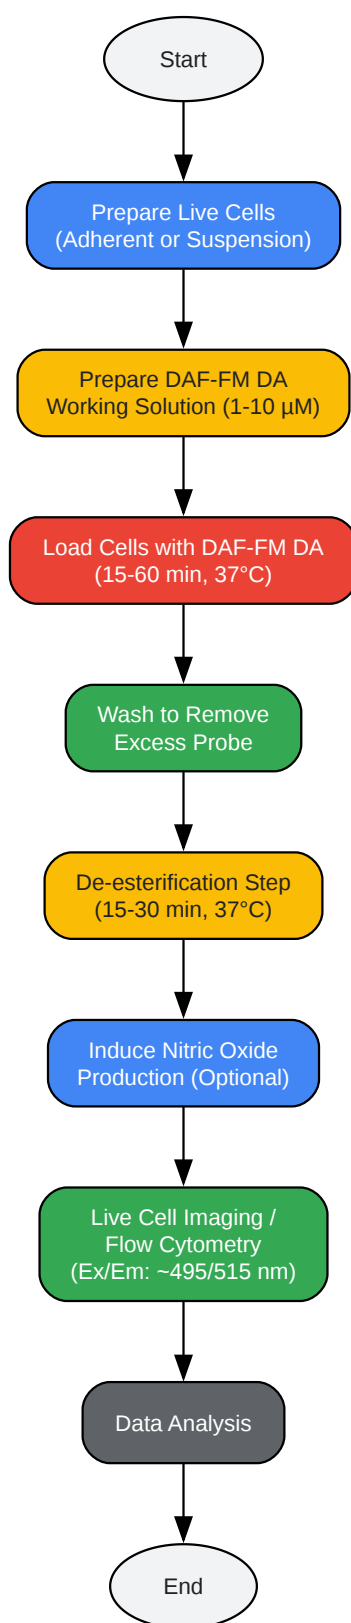 Start
Prepare Live Cells
(Adherent or Suspension)
Prepare DAF-FM DA
Working Solution (1-10 µM)
Load Cells with DAF-FM DA
(15-60 min, 37°C)
Wash to Remove
Excess Probe
De-esterification Step
(15-30 min, 37°C)
Induce Nitric Oxide
Production (Optional)
Live Cell Imaging /
Flow Cytometry
(Ex/Em: ~495/515 nm)
Data Analysis
End